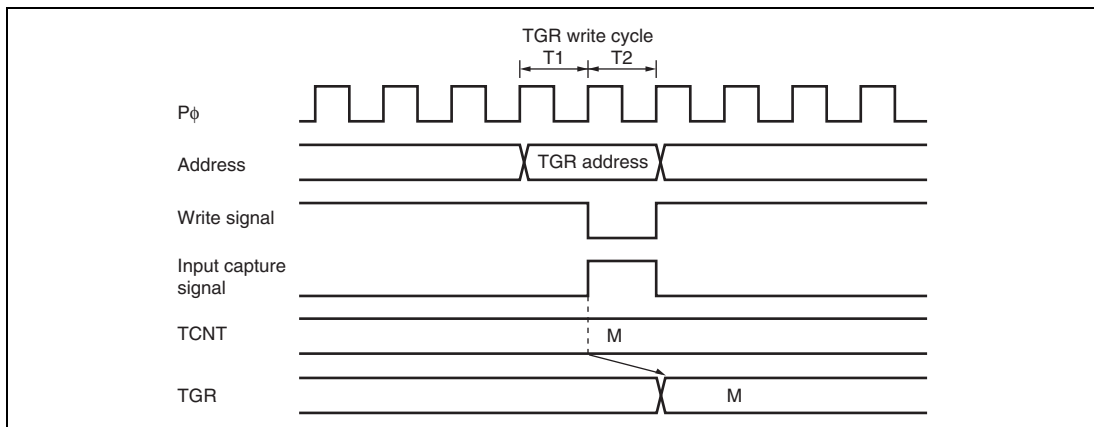 TGR write cycle
T1 T2
Pϕ
Address
TGR address
Write signal
Input capture
signal
TCNT
M
TGR
M